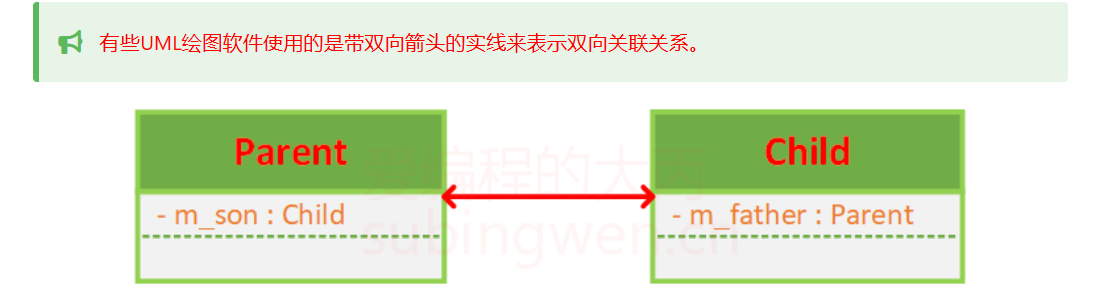 有些UML绘图软件使用的是带双向箭头的实线来表示双向关联关系。
Parent
Child
- m_son : Child
- m_father : Parent
爱编程的大丙
subingwen.cn